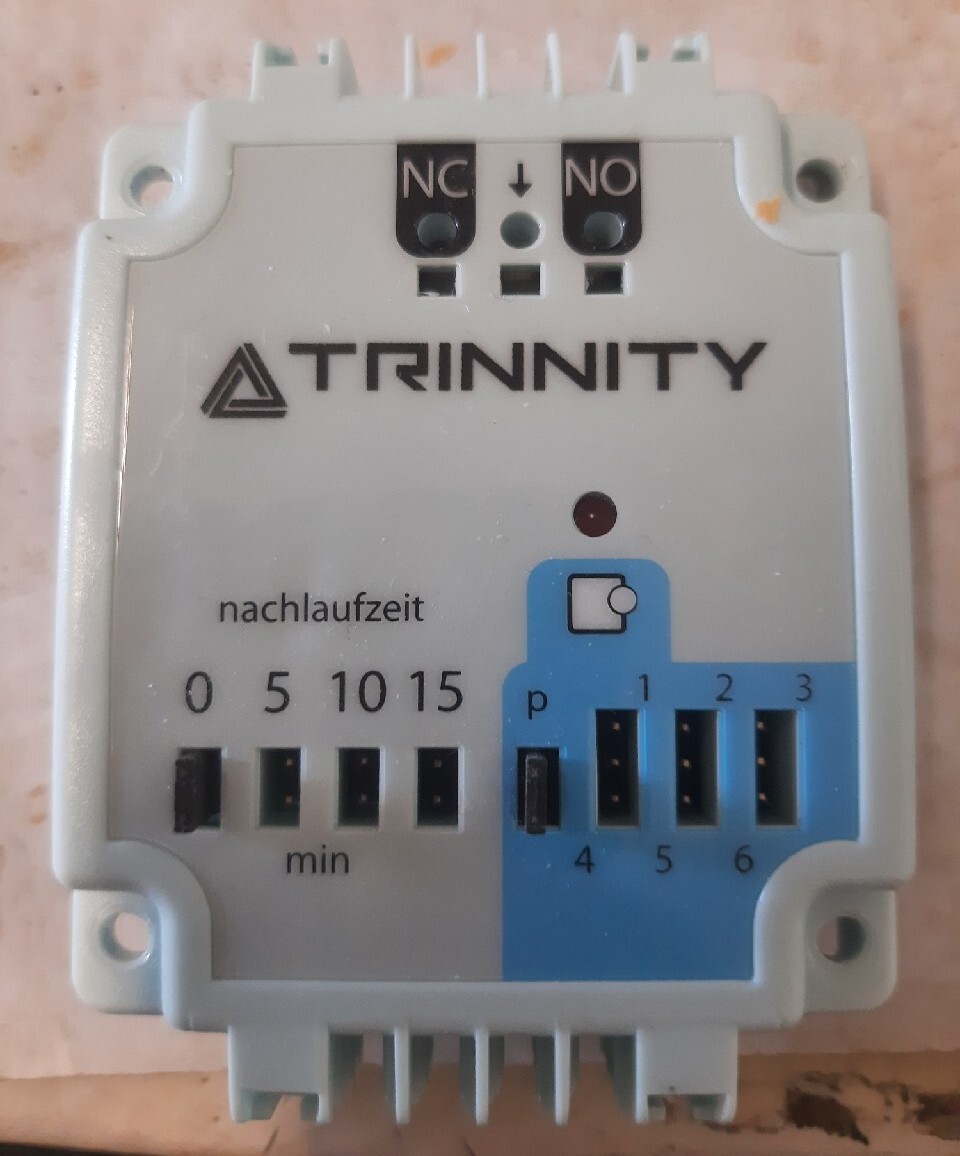 NC ↓ NO
TRINNITY
nachlaufzeit
0 5 10 15
p 1 2 3
4 5 6
min